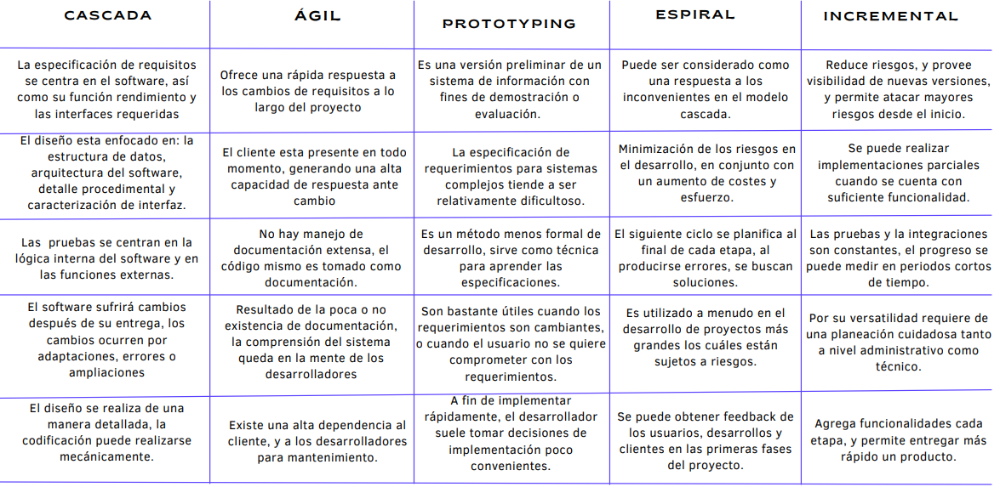 CASCADA
ÁGIL
PROTOTYPING
ESPIRAL
INCREMENTAL
La especificación de requisitos
se centra en el software, así
como su función rendimiento y
las interfaces requeridas
Ofrece una rápida respuesta a
los cambios de requisitos a lo
largo del proyecto
Es una versión preliminar de un
sistema de información con
fines de demostración o
evaluación.
Puede ser considerado como
una respuesta a los
inconvenientes en el modelo
cascada.
Reduce riesgos, y provee
visibilidad de nuevas versiones,
y permite atacar mayores
riesgos desde el inicio.
El diseño esta enfocado en: la
estructura de datos,
arquitectura del software,
detalle procedimental y
caracterización de interfaz.
El cliente esta presente en todo
momento, generando una alta
capacidad de respuesta ante
cambio
La especificación de
requerimientos para sistemas
complejos tiende a ser
relativamente dificultoso.
Minimización de los riesgos en
el desarrollo, en conjunto con
un aumento de costes y
esfuerzo.
Se puede realizar
implementaciones parciales
cuando se cuenta con
suficiente funcionalidad.
Las pruebas se centran en la
lógica interna del software y en
las funciones externas.
No hay manejo de
documentación extensa, el
código mismo es tomado como
documentación.
Es un método menos formal de
desarrollo, sirve como técnica
para aprender las
especificaciones.
El siguiente ciclo se planifica al
final de cada etapa, al
producirse errores, se buscan
soluciones.
Las pruebas y la integraciones
son constantes, el progreso se
puede medir en periodos cortos
de tiempo.
El software sufrirá cambios
después de su entrega, los
cambios ocurren por
adaptaciones, errores o
ampliaciones
Resultado de la poca o no
existencia de documentación,
la comprensión del sistema
queda en la mente de los
desarrolladores
Son bastante útiles cuando los
requerimientos son cambiantes,
o cuando el usuario no se quiere
comprometer con los
requerimientos.
Es utilizado a menudo en el
desarrollo de proyectos más
grandes los cuáles están
sujetos a riesgos.
Por su versatilidad requiere de
una planeación cuidadosa tanto
a nivel administrativo como
técnico.
El diseño se realiza de una
manera detallada, la
codificación puede realizarse
mecánicamente.
Existe una alta dependencia al
cliente, y a los desarrolladores
para mantenimiento.
A fin de implementar
rápidamente, el desarrollador
suele tomar decisiones de
implementación poco
convenientes.
Se puede obtener feedback de
los usuarios, desarrollos y
clientes en las primeras fases
del proyecto.
Agrega funcionalidades cada
etapa, y permite entregar más
rápido un producto.